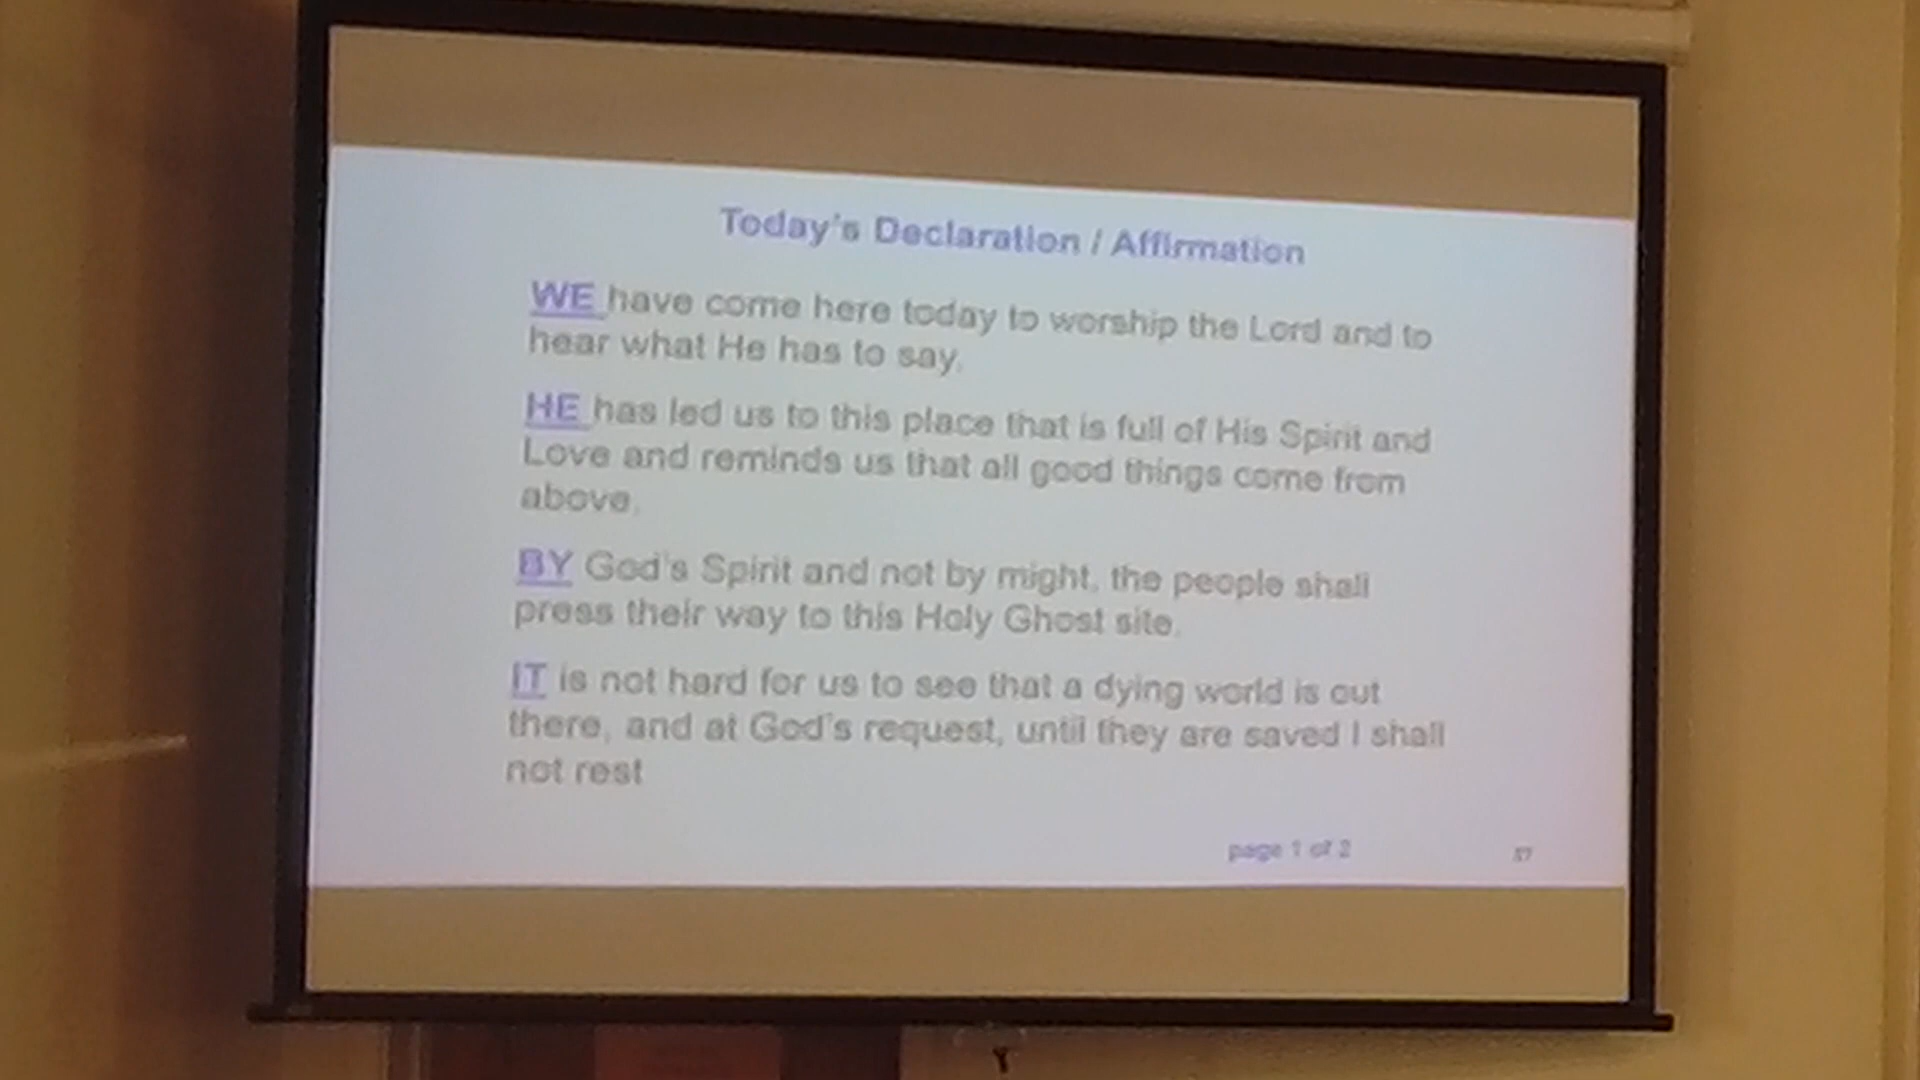 Today's Declaration / Affirmation
WE have come here today to worship the Lord and to
hear what He has to say.
HE has led us to this place that is full of His Spirit and
Love and reminds us that all good things come from
above.
BY God's Spirit and not by might, the people shall
press their way to this Holy Ghost site.
IT is not hard for us to see that a dying world is out
there, and at God's request, until they are saved I shall
not rest
page 1 of 2